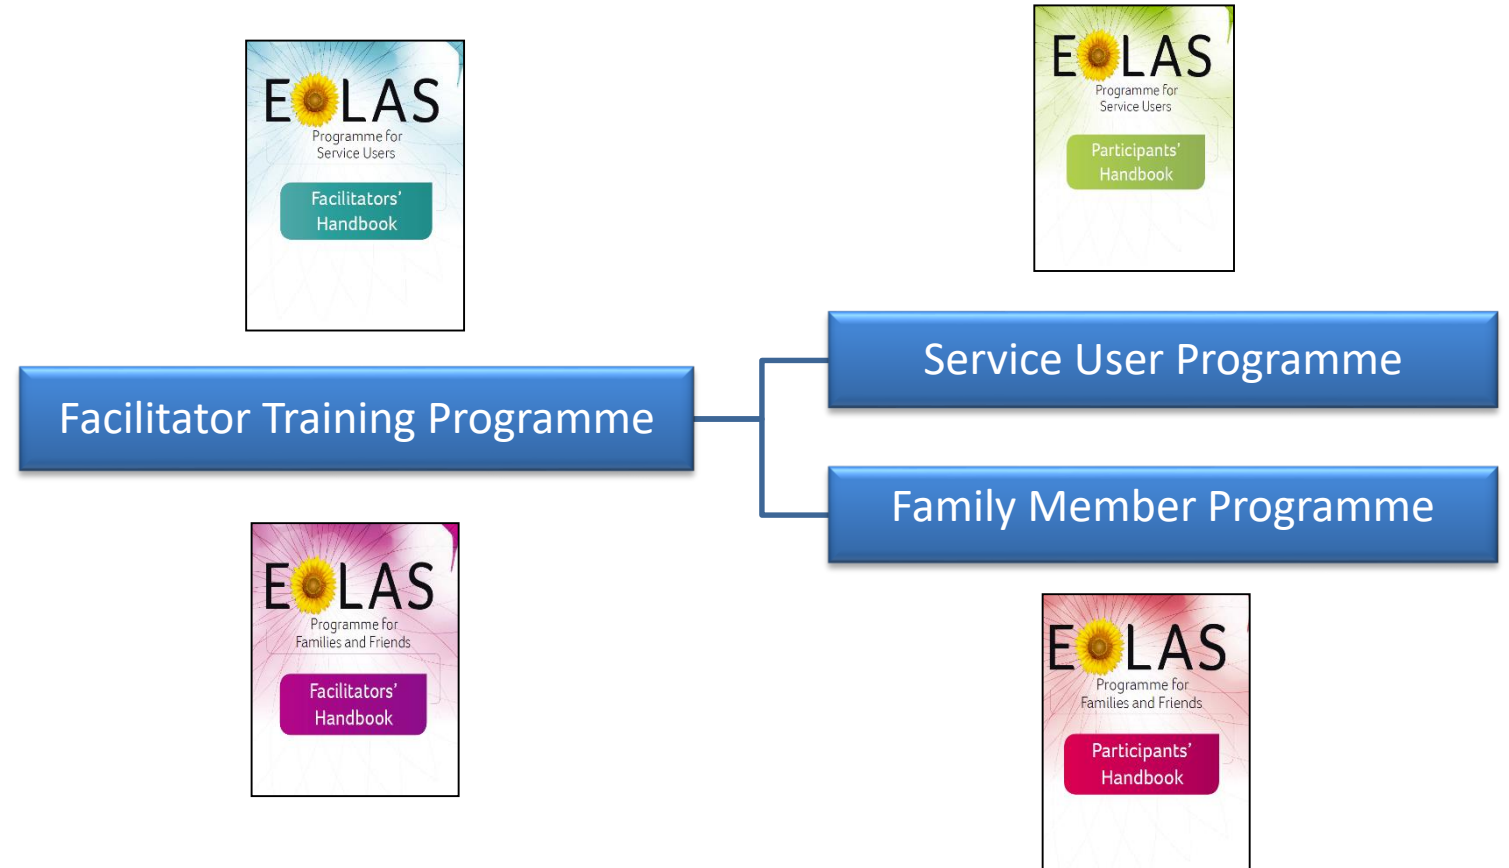 EOLAS
Programme for
Service Users
Facilitators'
Handbook
EOLAS
Programme for
Service Users
Participants'
Handbook
Facilitator Training Programme
Service User Programme
Family Member Programme
EOLAS
Programme for
Families and Friends
Facilitators'
Handbook
EOLAS
Programme for
Families and Friends
Participants'
Handbook